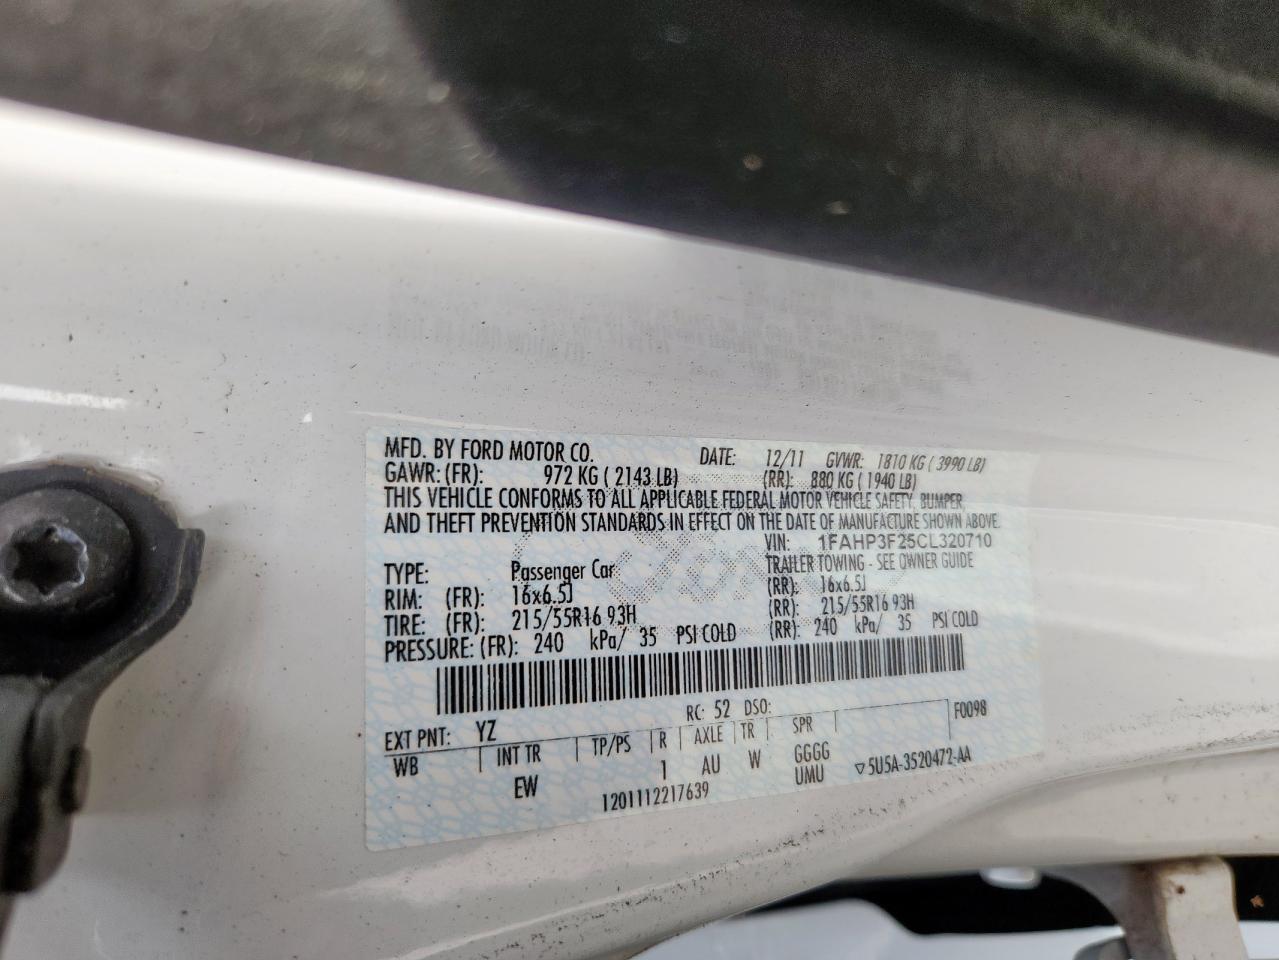 MFD. BY FORD MOTOR CO. DATE: 12/11 GVWR: 1810 KG ( 3990 LB)
GAWR: (FR): 972 KG ( 2143 LB) (RR): 880 KG ( 1940 LB)
THIS VEHICLE CONFORMS TO ALL APPLICABLE FEDERAL MOTOR VEHICLE SAFETY, BUMPER,
AND THEFT PREVENTION STANDARDS IN EFFECT ON THE DATE OF MANUFACTURE SHOWN ABOVE.
VIN: 1FAHP3F25CL320710
TYPE: Passenger Car TRAILER TOWING - SEE OWNER GUIDE
RIM: (FR): 16x6.5J (RR): 16x6.5J
TIRE: (FR): 215/55R16 93H (RR): 215/55R16 93H
PRESSURE: (FR): 240 kPa/ 35 PSI COLD (RR): 240 kPa/ 35 PSI COLD
EXT PNT: YZ RC: 52 DSO: F0098
WB INT TR TP/PS R AXLE TR SPR
EW 1 AU W GGGG ▽5U5A-3520472-AA
1201112217639 UMU